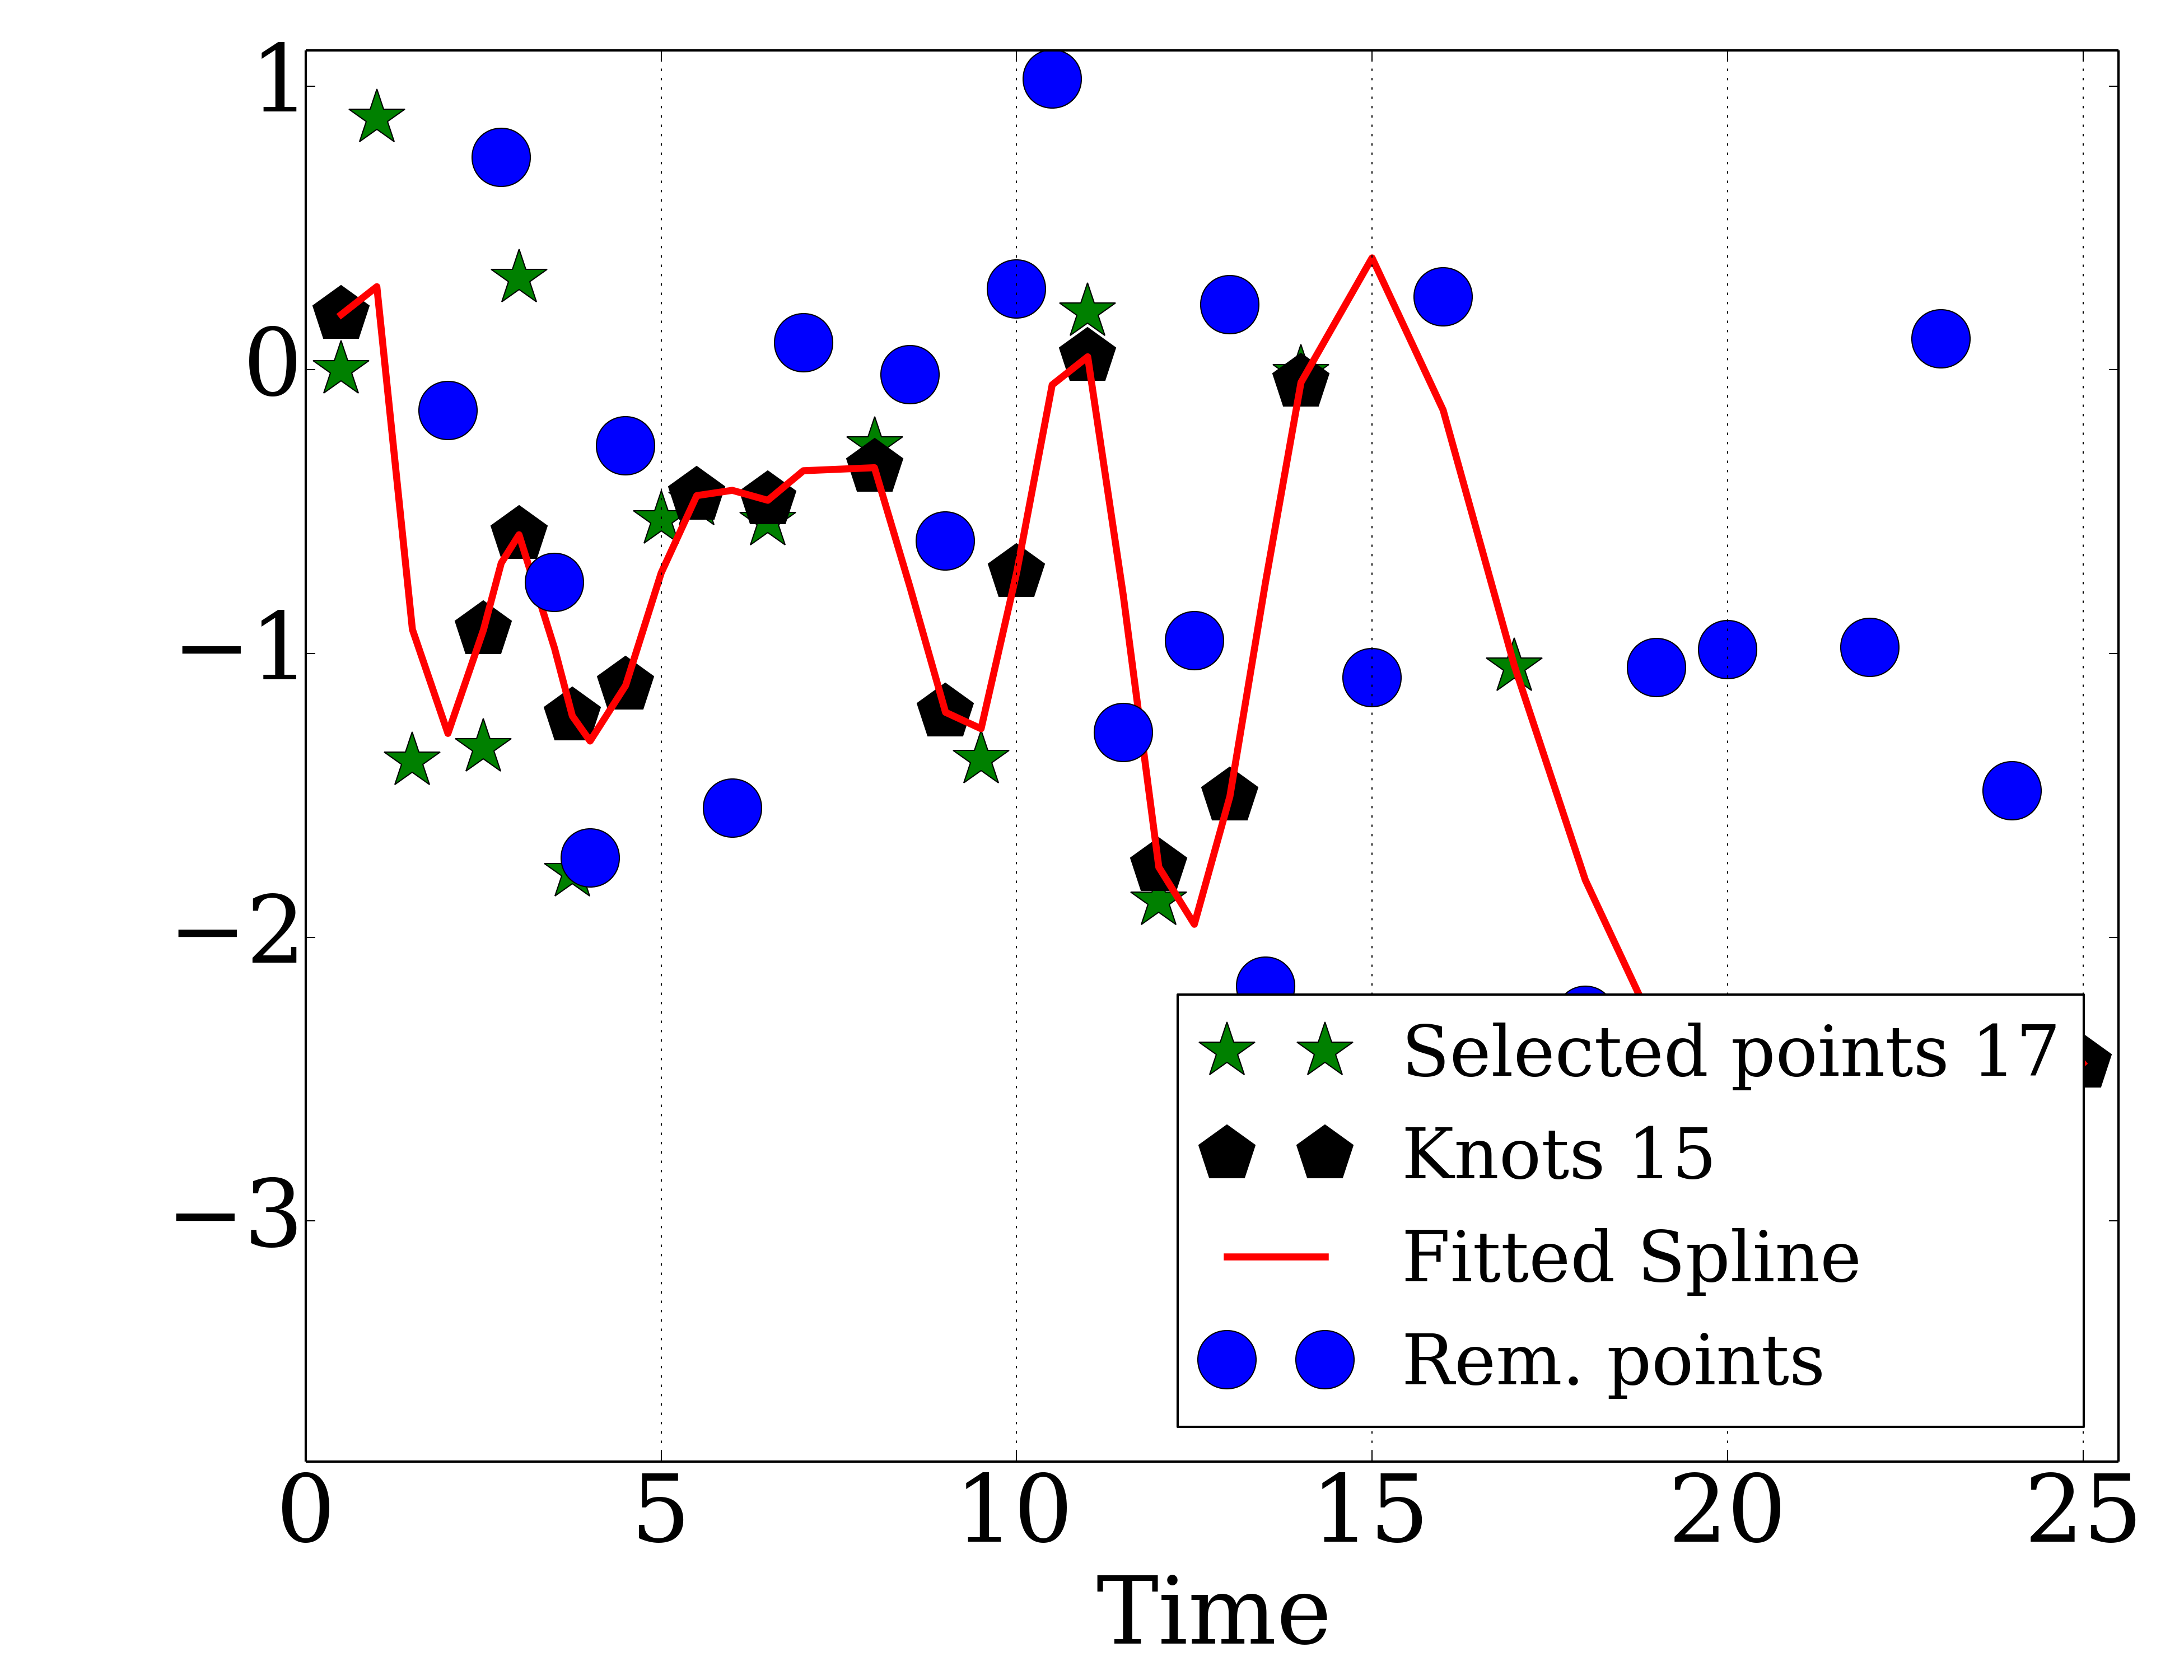 1
0
−1
−2
−3
Selected points 17
Knots 15
Fitted Spline
Rem. points
0 5 10 15 20 25
Time